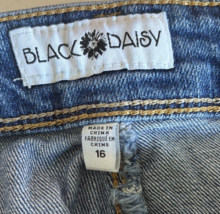 BLACK DAISY
MADE IN
CHINA
FABRIQUÉ EN
CHINE
16